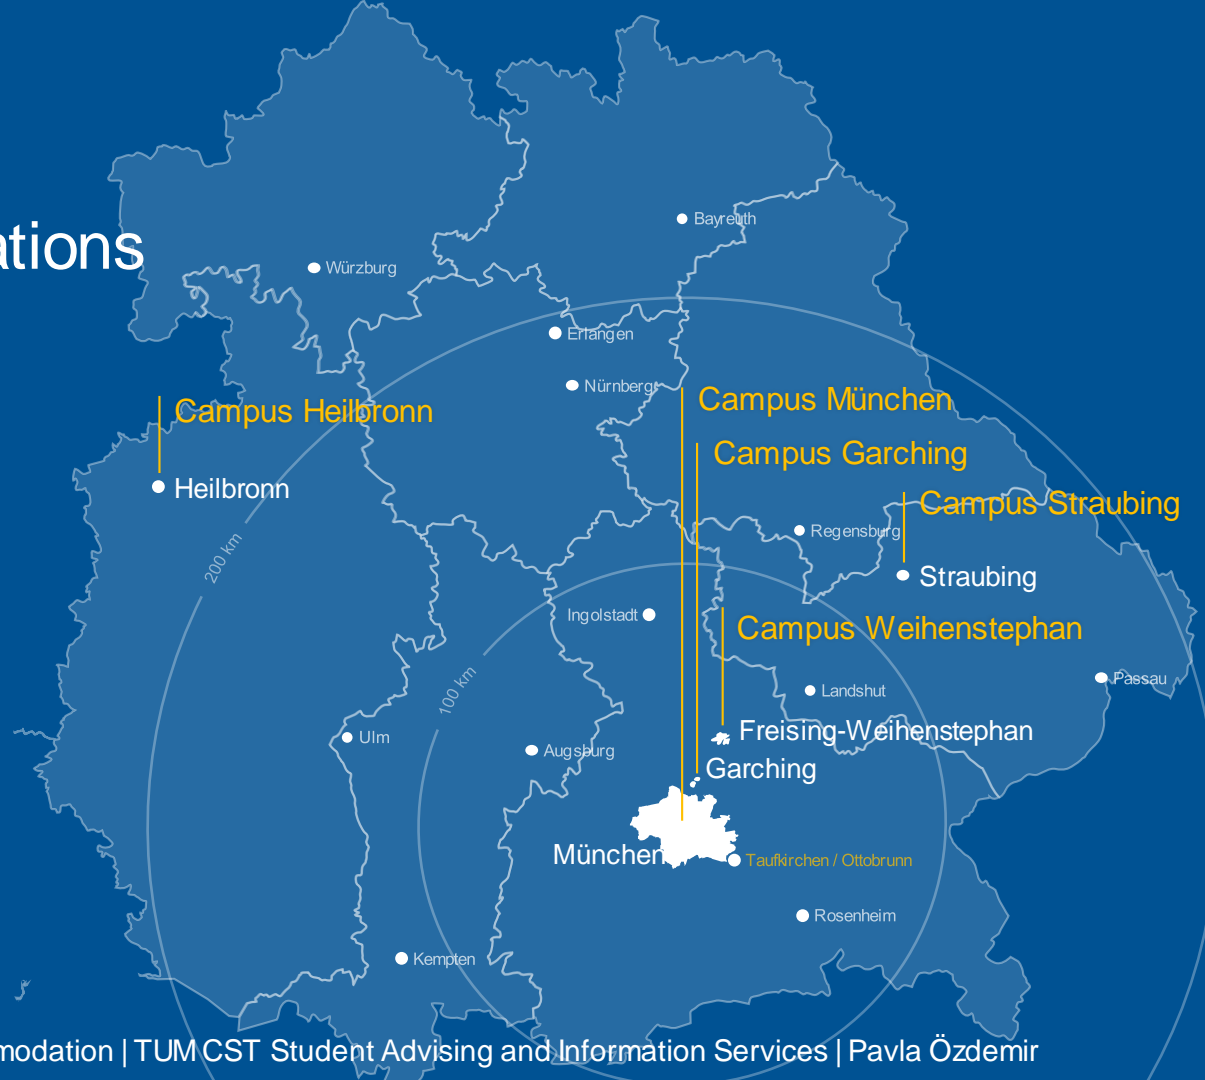 ations
Bayreuth
Würzburg
Erlangen
Nürnberg
Campus München
Campus Heilbronn
Campus Garching
Heilbronn
Campus Straubing
Regensburg
200 km
Straubing
Ingolstadt
Campus Weihenstephan
Passau
100 km
Landshut
Freising-Weihenstephan
Ulm
Augsburg
Garching
München
Taufkirchen / Ottobrunn
Rosenheim
Kempten
modation | TUM CST Student Advising and Information Services | Pavla Özdemir